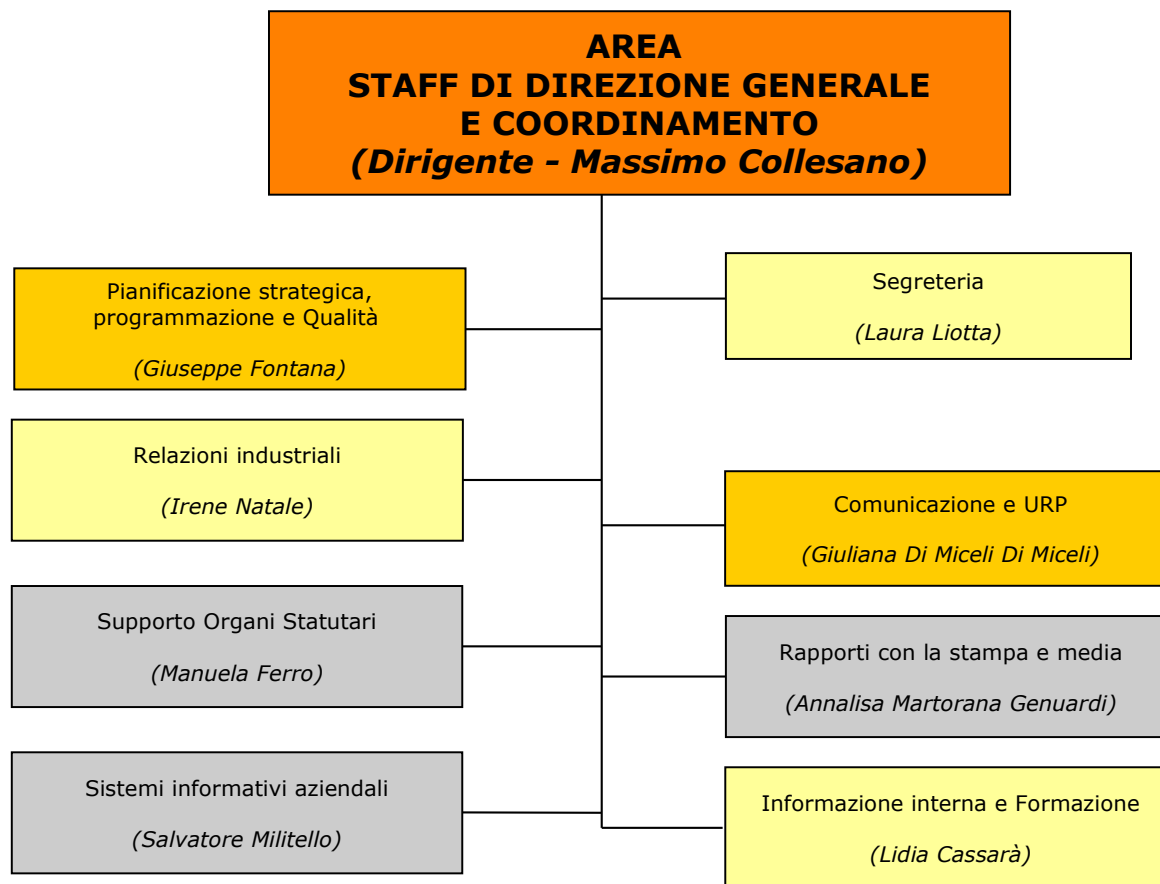 AREA
STAFF DI DIREZIONE GENERALE
E COORDINAMENTO
(Dirigente - Massimo Collesano)
Pianificazione strategica,
programmazione e Qualità
(Giuseppe Fontana)
Segreteria
(Laura Liotta)
Relazioni industriali
(Irene Natale)
Comunicazione e URP
(Giuliana Di Miceli Di Miceli)
Supporto Organi Statutari
(Manuela Ferro)
Rapporti con la stampa e media
(Annalisa Martorana Genuardi)
Sistemi informativi aziendali
(Salvatore Militello)
Informazione interna e Formazione
(Lidia Cassarà)